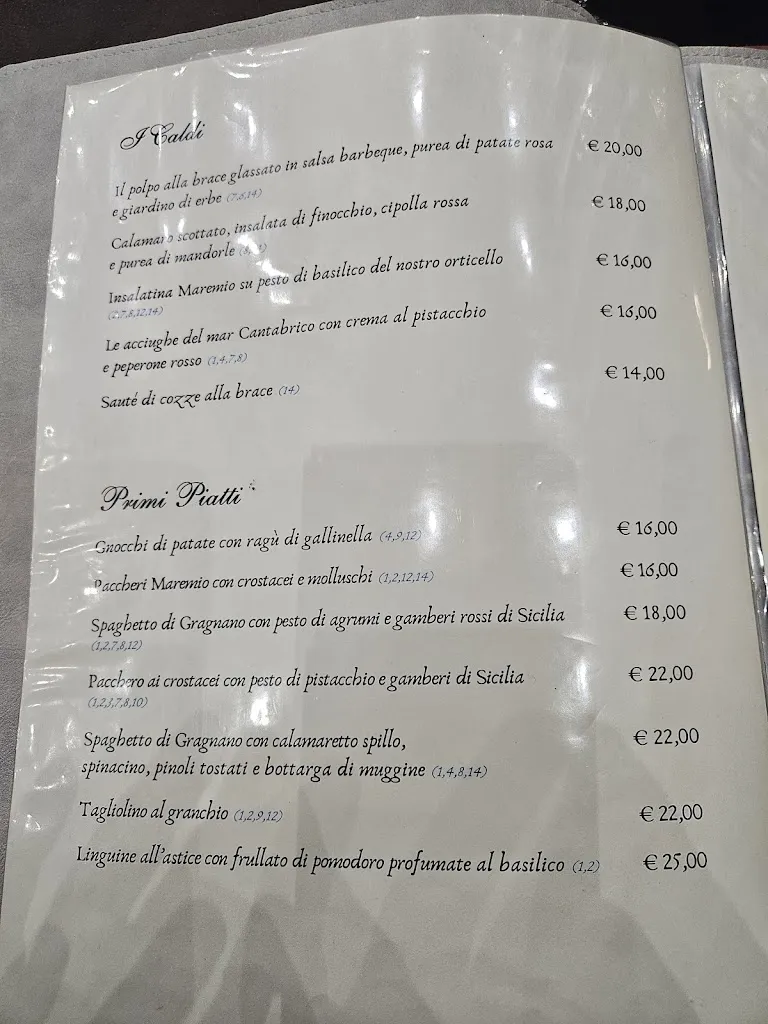 I Caldi
Il polpo alla brace glassato in salsa barbeque, purea di patate rosa € 20,00
e giardino di erbe
Calamaro scottato, insalata di finocchio, cipolla rossa € 18,00
e purea di mandorle
Insalatina Maremio su pesto di basilico del nostro orticello € 16,00
(2,7,8,12,14)
Le acciughe del mar Cantabrico con crema al pistacchio € 16,00
e peperone rosso (1,4,7,8)
Sauté di cozze alla brace (14) € 14,00
Primi Piatti
Gnocchi di patate con ragù di gallinella (4,9,12) € 16,00
Paccheri Maremio con crostacei e molluschi (1,2,12,14) € 16,00
Spaghetto di Gragnano con pesto di agrumi e gamberi rossi di Sicilia € 18,00
(1,2,7,8,12)
Pacchero ai crostacei con pesto di pistacchio e gamberi di Sicilia € 22,00
(1,2,3,7,8,10)
Spaghetto di Gragnano con calamaretto spillo, € 22,00
spinacino, pinoli tostati e bottarga di muggine (1,4,8,14)
Tagliolino al granchio (1,2,9,12) € 22,00
Linguine all'astice con frullato di pomodoro profumate al basilico (1,2) € 25,00